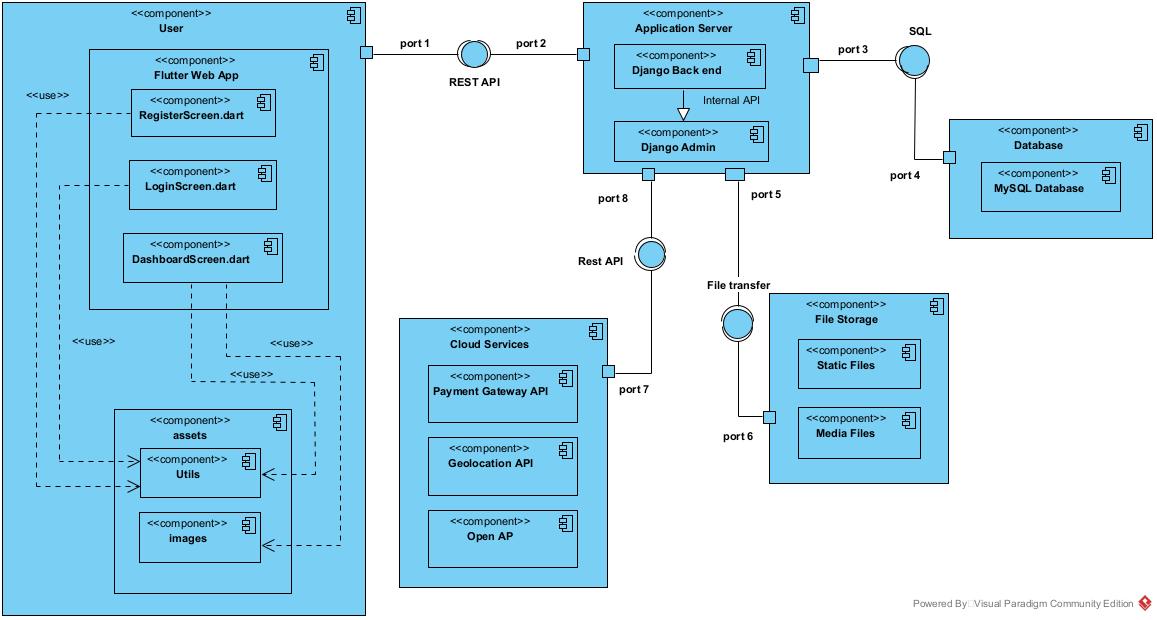 <<component>>
User
<<component>>
Flutter Web App
<<use>>
<<component>>
RegisterScreen.dart
<<component>>
LoginScreen.dart
<<component>>
DashboardScreen.dart
<<use>>
<<use>>
<<use>>
<<component>>
assets
<<component>>
Utils
<<component>>
images
port 1
port 2
REST API
<<component>>
Application Server
<<component>>
Django Back end
Internal API
<<component>>
Django Admin
port 3
SQL
port 4
<<component>>
Database
<<component>>
MySQL Database
port 8
port 5
Rest API
File transfer
port 7
port 6
<<component>>
Cloud Services
<<component>>
Payment Gateway API
<<component>>
Geolocation API
<<component>>
Open AP
<<component>>
File Storage
<<component>>
Static Files
<<component>>
Media Files
Powered By Visual Paradigm Community Edition